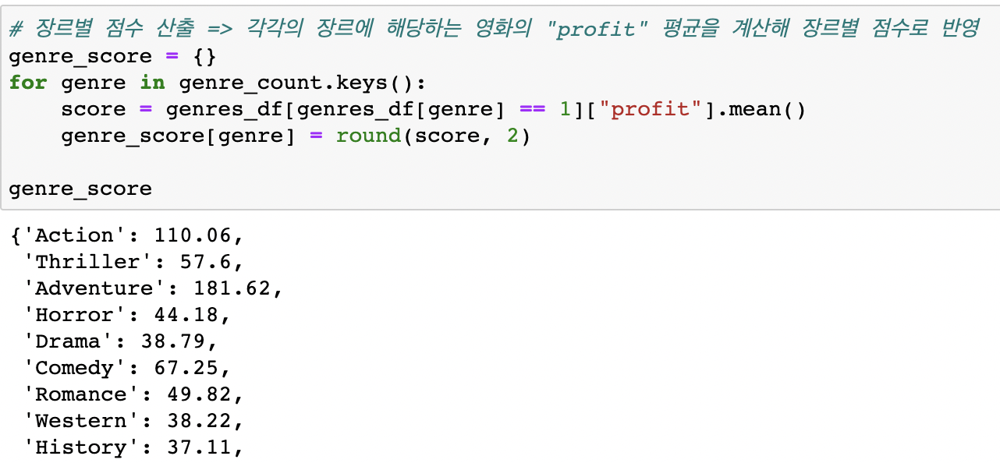 # 장르별 점수 산출 => 각각의 장르에 해당하는 영화의 "profit" 평균을 계산해 장르별 점수로 반영
genre_score = {}
for genre in genre_count.keys():
    score = genres_df[genres_df[genre] == 1]["profit"].mean()
    genre_score[genre] = round(score, 2)

genre_score
{'Action': 110.06,
 'Thriller': 57.6,
 'Adventure': 181.62,
 'Horror': 44.18,
 'Drama': 38.79,
 'Comedy': 67.25,
 'Romance': 49.82,
 'Western': 38.22,
 'History': 37.11,